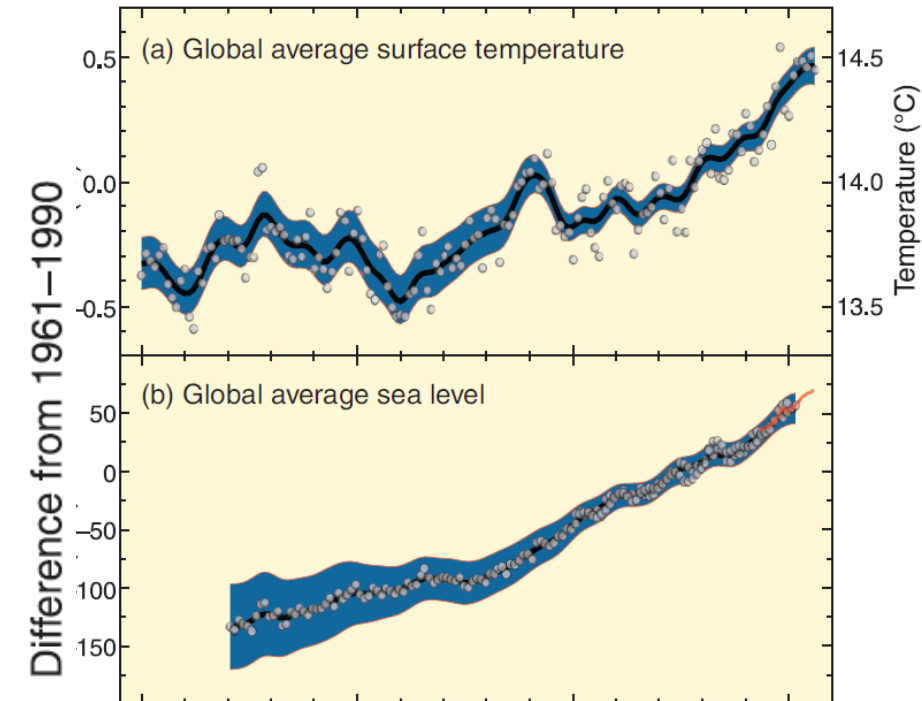 (a) Global average surface temperature
0.5
0.0
-0.5
14.5
14.0
13.5
Temperature (°C)
Difference from 1961–1990
(b) Global average sea level
50
0
−50
100
150